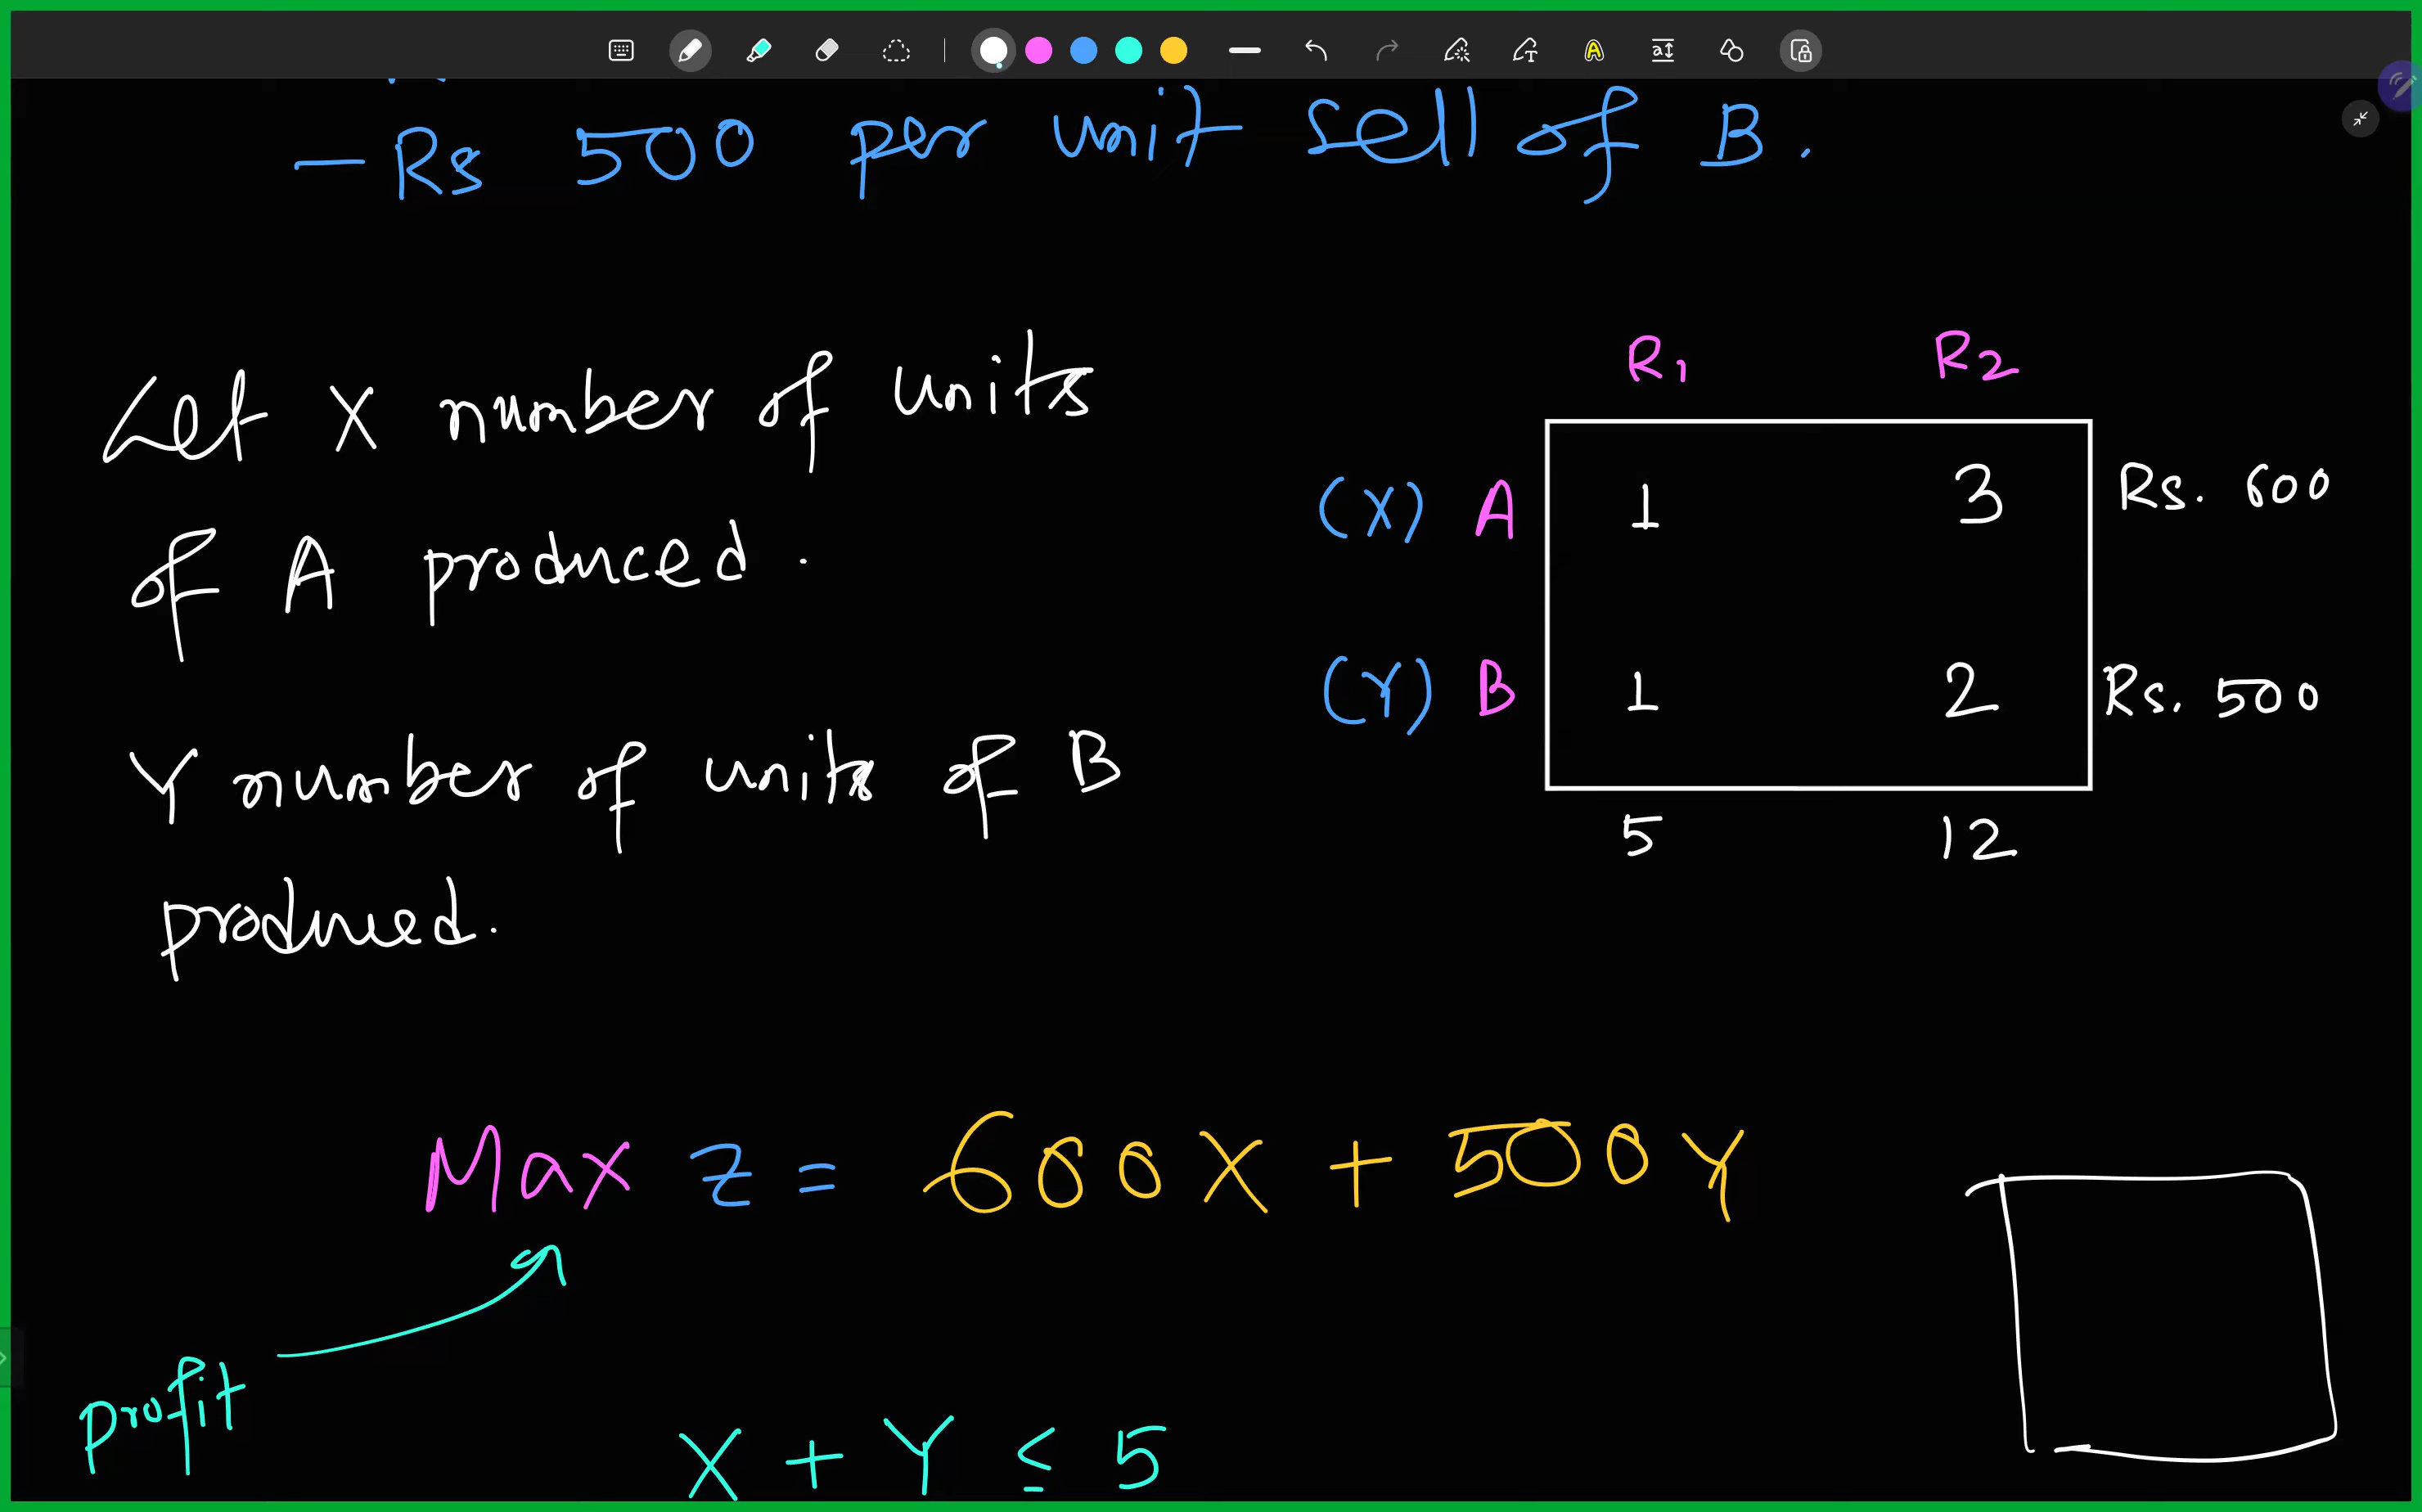 - Rs 500 per unit sell of B.
Let X number of units
of A produced.
Y number of units of B
produced.
R1 R2
(X) A 1 3 Rs. 600
(Y) B 1 2 Rs. 500
5 12
Max Z = 600X + 500Y
profit
X + Y ≤ 5